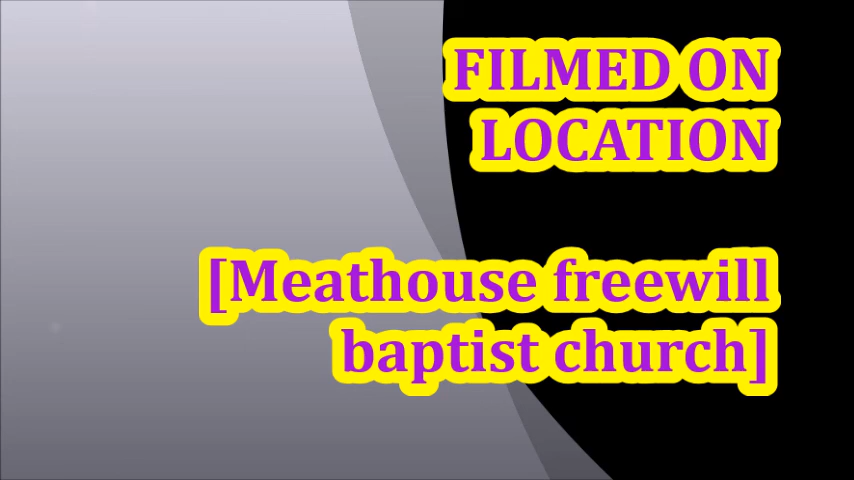 FILMED ON
LOCATION
[Meathouse freewill
baptist church]